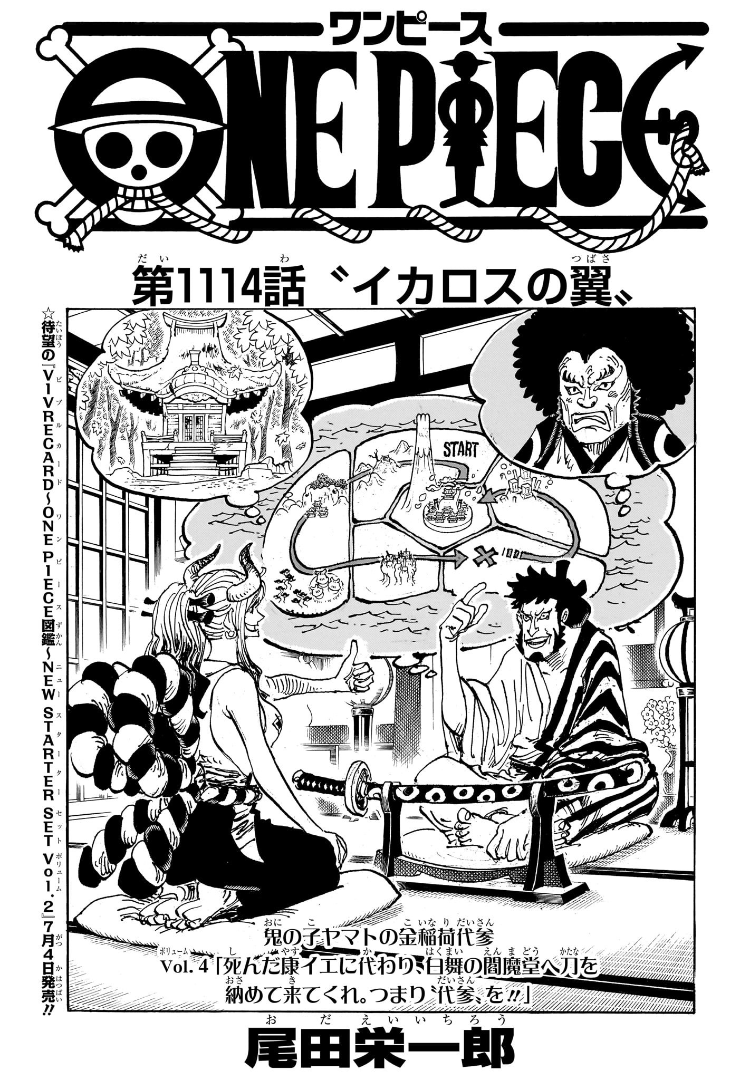 ワンピース
ONE PIECE
第1114話〝イカロスの翼〟
☆待望の『VIVRE CARD~ONE PIECE図鑑~NEW STARTER SET Vol.2』7月4日発売!!
START
鬼の子ヤマトの金稲荷代参
Vol.4「死んだ康イエに代わり、白舞の閻魔堂へ刀を
納めて来てくれ。つまり〝代参〟を!!」
尾田栄一郎